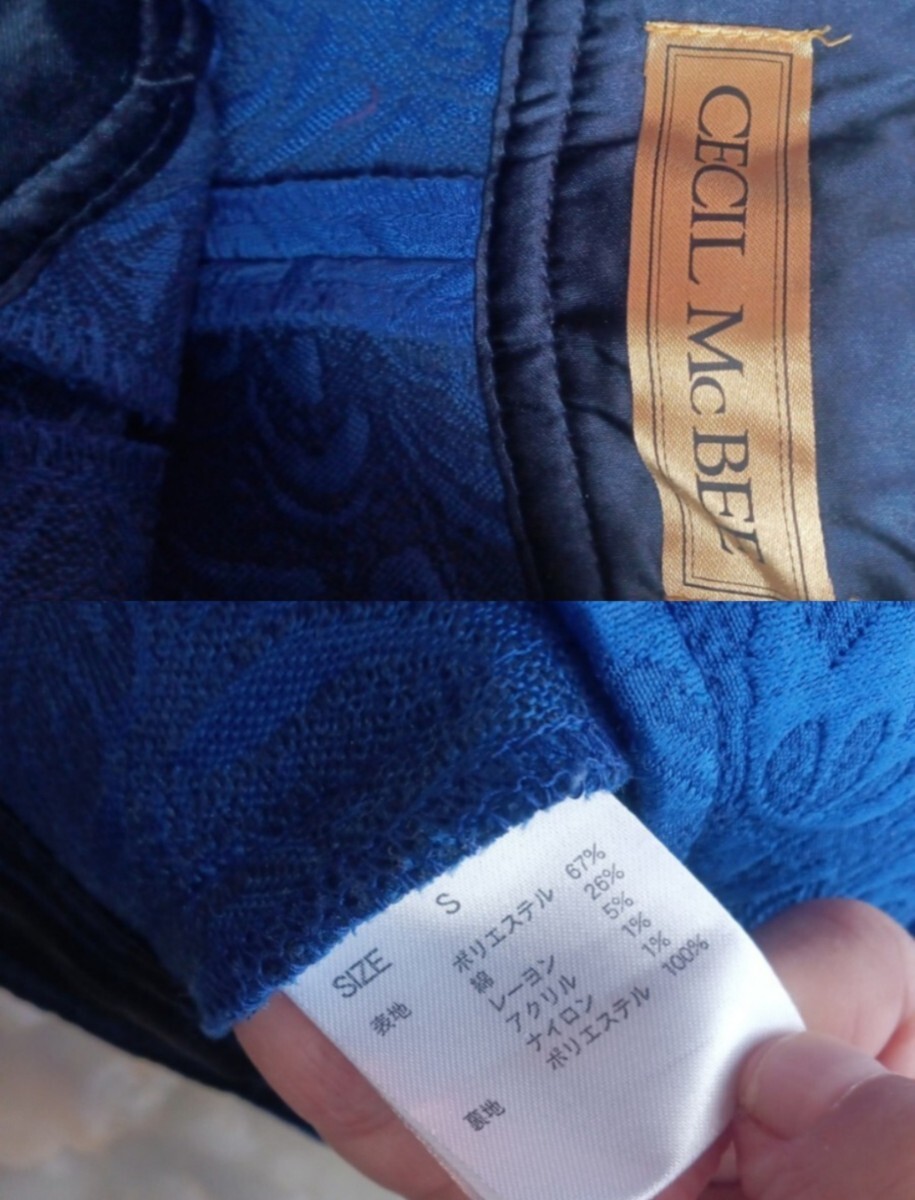 CECIL McBEE
SIZE S
表地 ポリエステル 67%
綿 26%
レーヨン 5%
アクリル 1%
ナイロン 1%
裏地 ポリエステル 100%